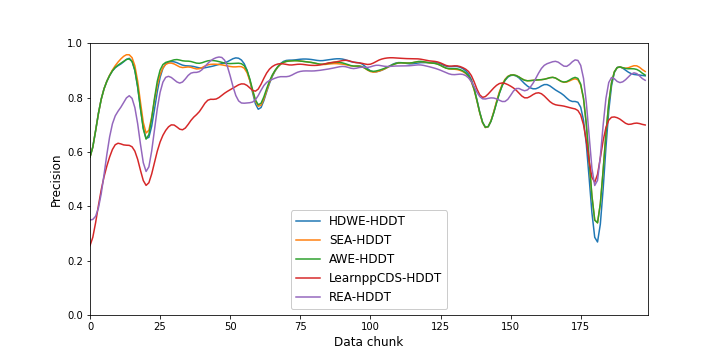 1.0
0.8
0.6
0.4
0.2
0.0
Precision
HDWE-HDDT
SEA-HDDT
AWE-HDDT
LearnppCDS-HDDT
REA-HDDT
0 25 50 75 100 125 150 175
Data chunk